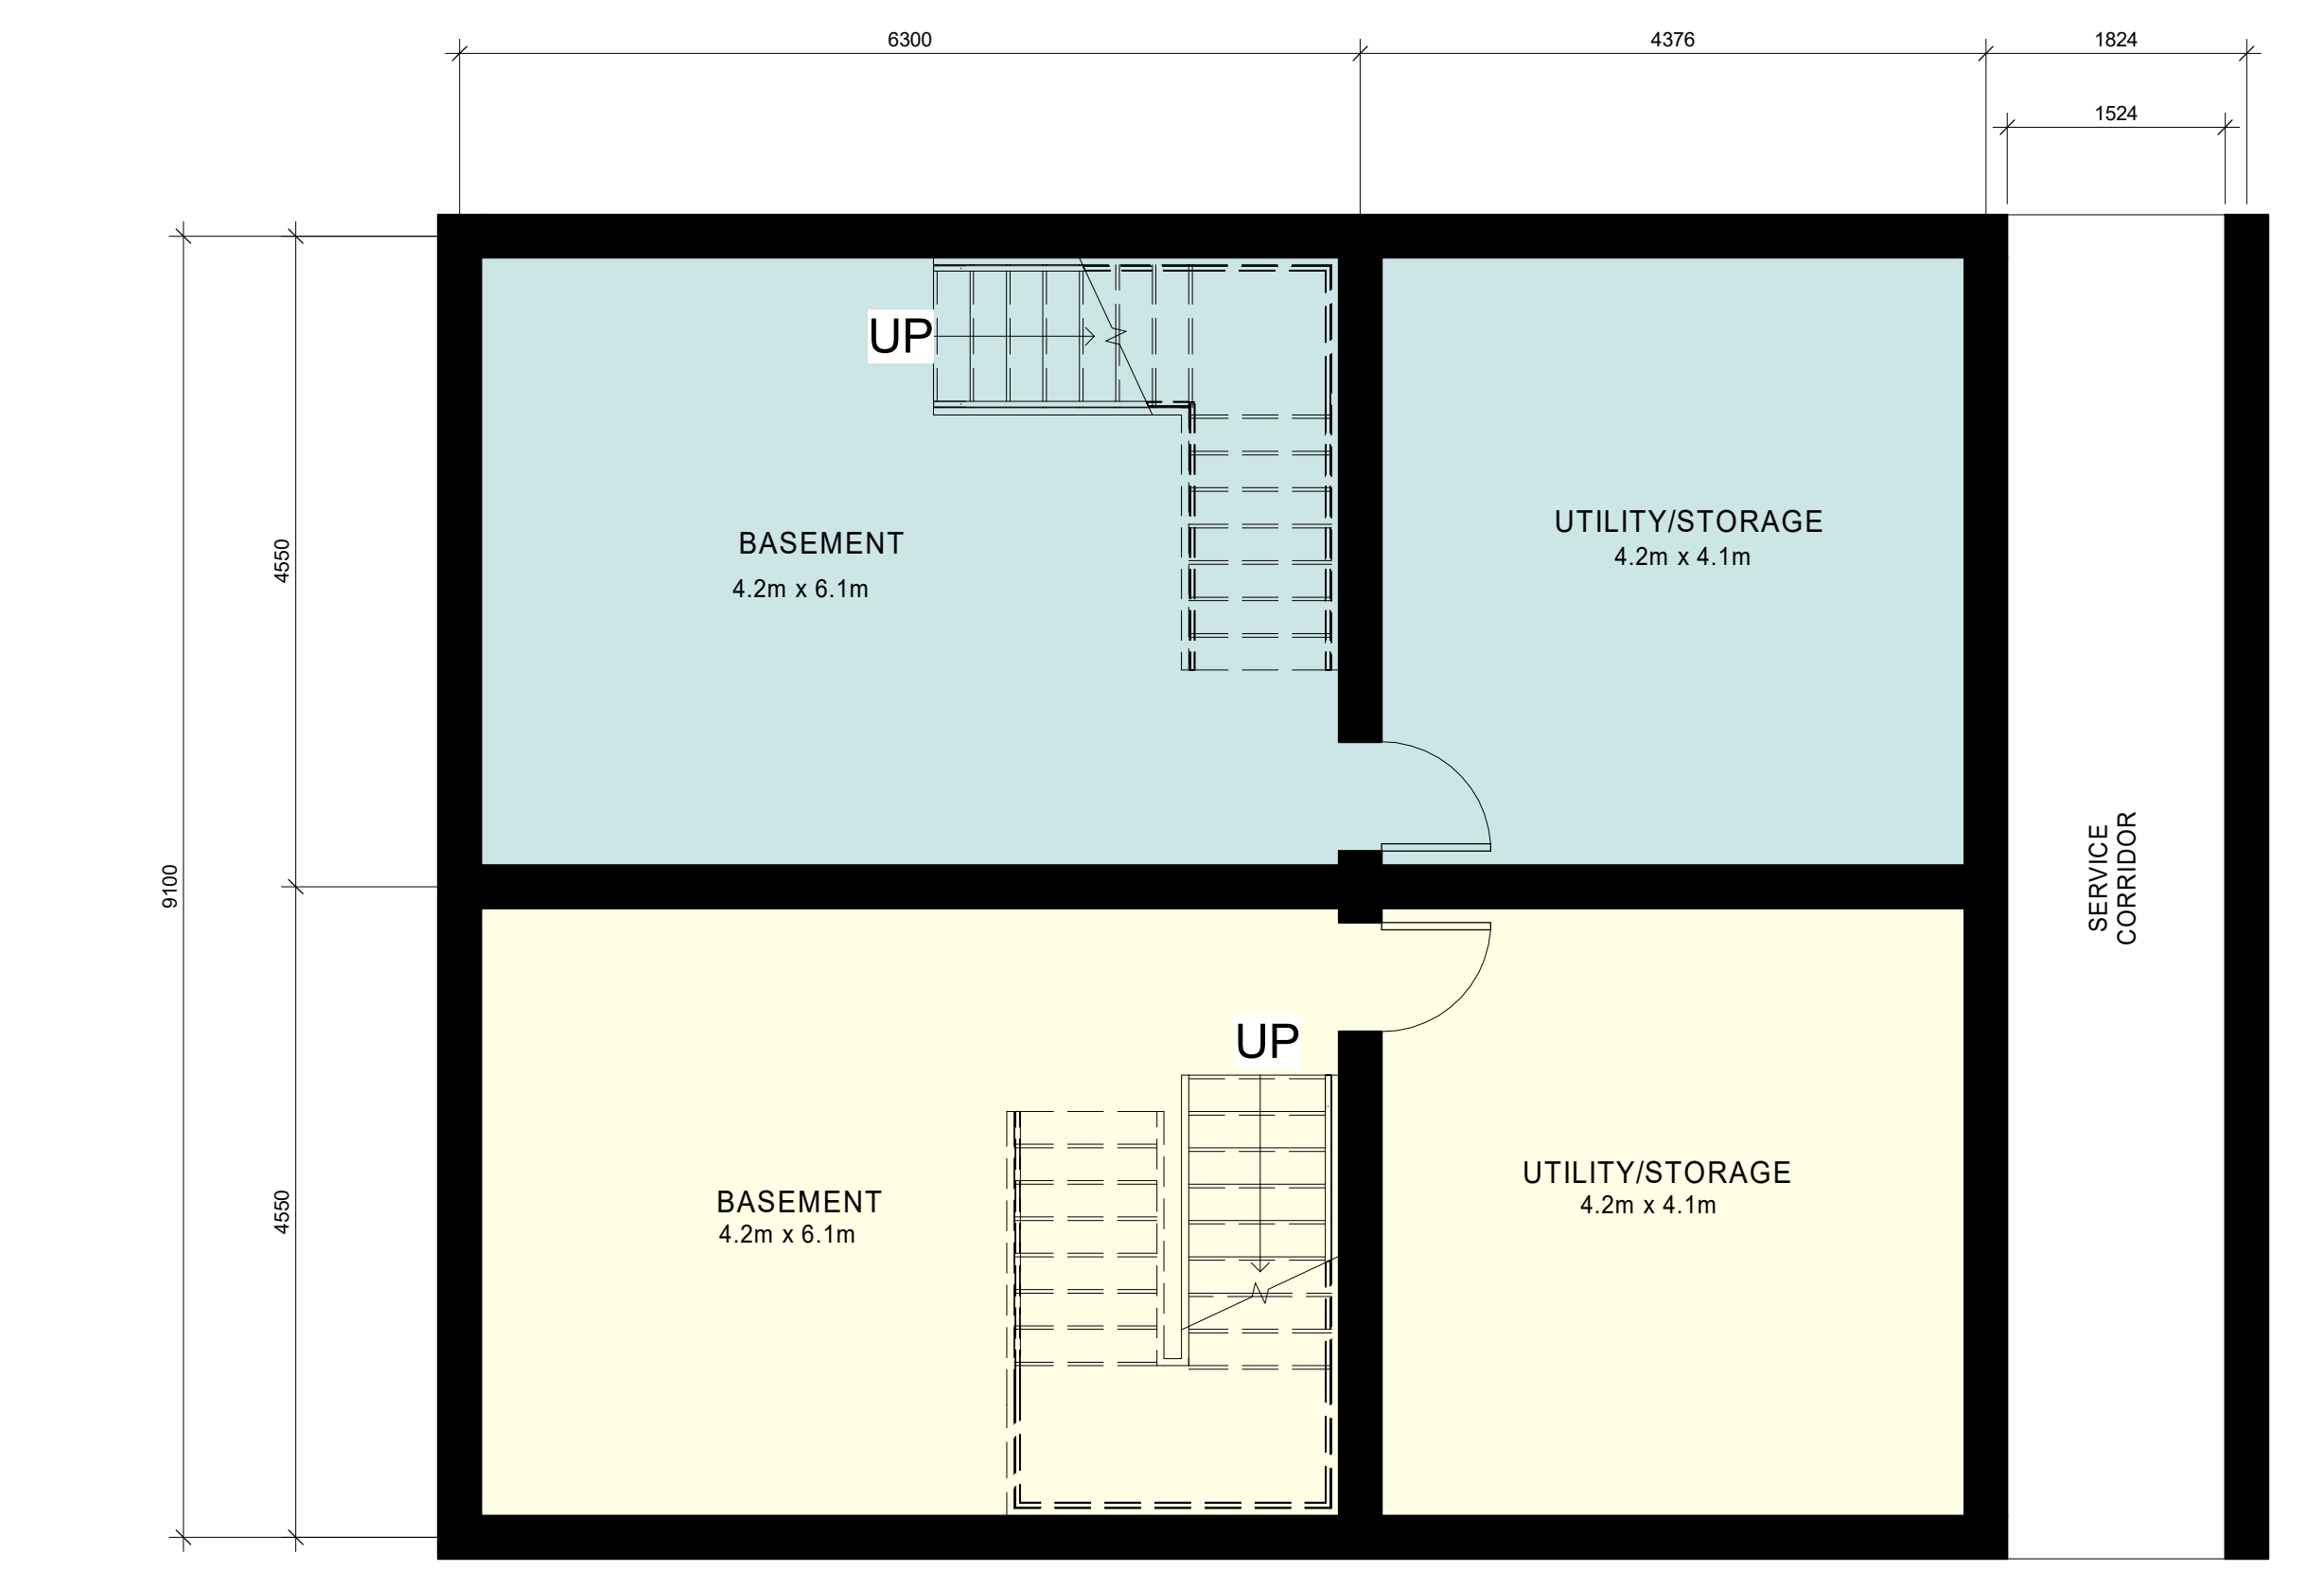 6300
4376
1824
1524
UP
BASEMENT
4.2m x 6.1m
UTILITY/STORAGE
4.2m x 4.1m
4550
9100
SERVICE
CORRIDOR
UP
BASEMENT
4.2m x 6.1m
UTILITY/STORAGE
4.2m x 4.1m
4550